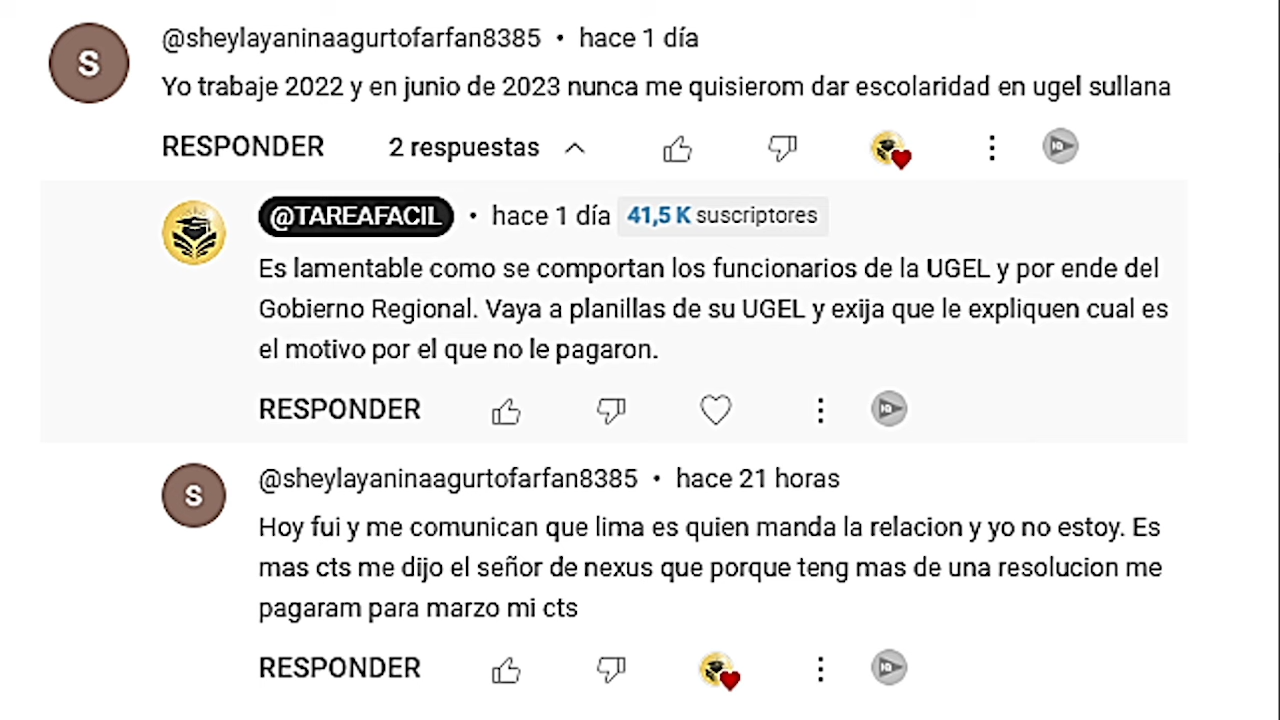 @sheylayaninaagurtofarfan8385 • hace 1 día
S
Yo trabaje 2022 y en junio de 2023 nunca me quisierom dar escolaridad en ugel sullana
RESPONDER 2 respuestas
@TAREAFACIL • hace 1 día 41,5 K suscriptores
Es lamentable como se comportan los funcionarios de la UGEL y por ende del
Gobierno Regional. Vaya a planillas de su UGEL y exija que le expliquen cual es
el motivo por el que no le pagaron.
RESPONDER
@sheylayaninaagurtofarfan8385 • hace 21 horas
S
Hoy fui y me comunican que lima es quien manda la relacion y yo no estoy. Es
mas cts me dijo el señor de nexus que porque teng mas de una resolucion me
pagaram para marzo mi cts
RESPONDER